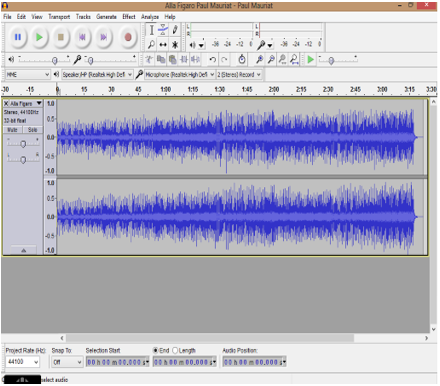 Alia Figaro Paul Mauriat - Paul Mauriat
File Edit View Transport Tracks Generate Effect Analyze Help
-36 -24 -12 0 -36 -24 -12 0
MME Speaker/HP (Realtek High Defi Microphone (Realtek High Defi 2 (Stereo) Record
-30 -15 0 15 30 45 1:00 1:15 1:30 1:45 2:00 2:15 2:30 2:45 3:00 3:15 3:30
X Alia Figaro 1.0
Stereo, 44100Hz
32-bit float 0.5
Mute Solo
- + 0.0
L R -0.5
-1.0
1.0
0.5
0.0
-0.5
-1.0
Project Rate (Hz): Snap To: Selection Start: End Length Audio Position:
44100 Off 00 h 00 m 00.000 s 00 h 00 m 00.000 s 00 h 00 m 00.000 s
select audio